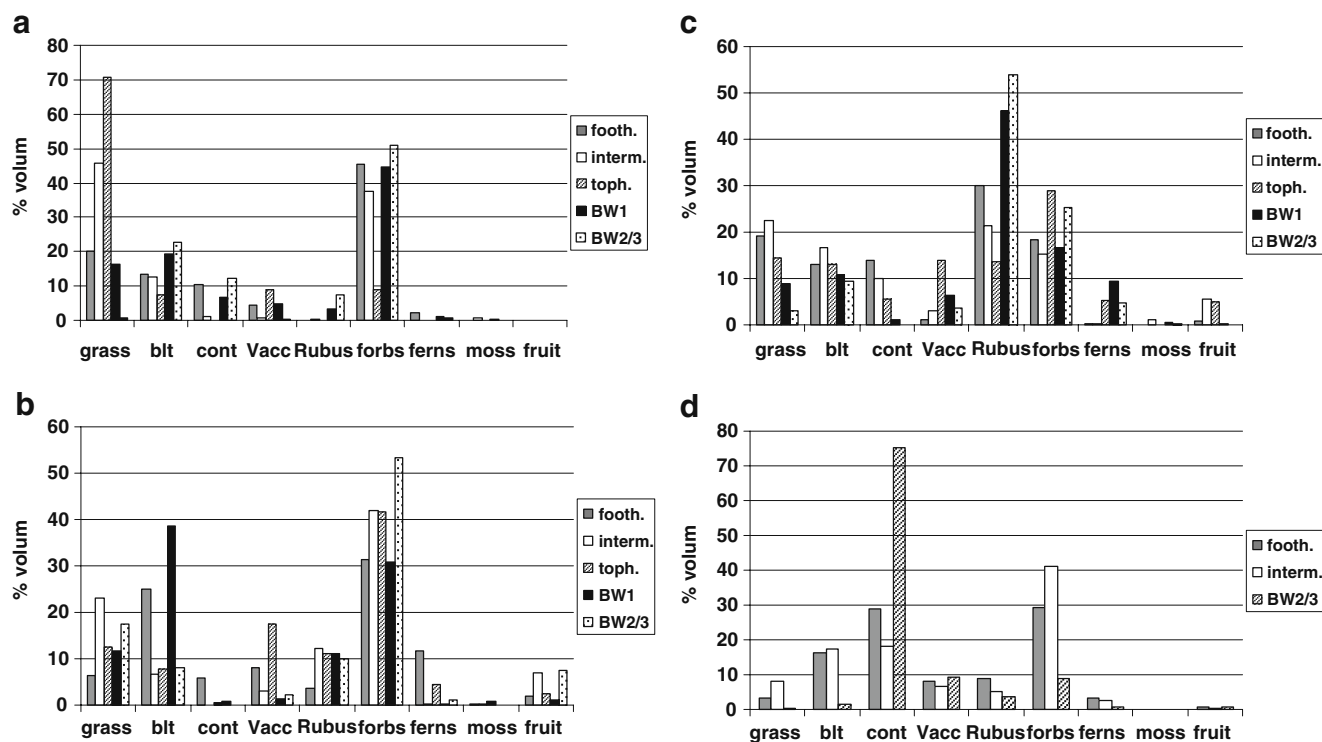 a
80
70
60
50
40
30
20
10
0
% volum
grass blt cont Vacc Rubus forbs ferns moss fruit
footh.
interm.
toph.
BW1
BW2/3
b
60
50
40
30
20
10
0
% volum
grass blt cont Vacc Rubus forbs ferns moss fruit
footh.
interm.
toph.
BW1
BW2/3
c
60
50
40
30
20
10
0
% volum
grass blt cont Vacc Rubus forbs ferns moss fruit
footh.
interm.
toph.
BW1
BW2/3
d
80
70
60
50
40
30
20
10
0
% volum
grass blt cont Vacc Rubus forbs ferns moss fruit
footh.
interm.
BW2/3